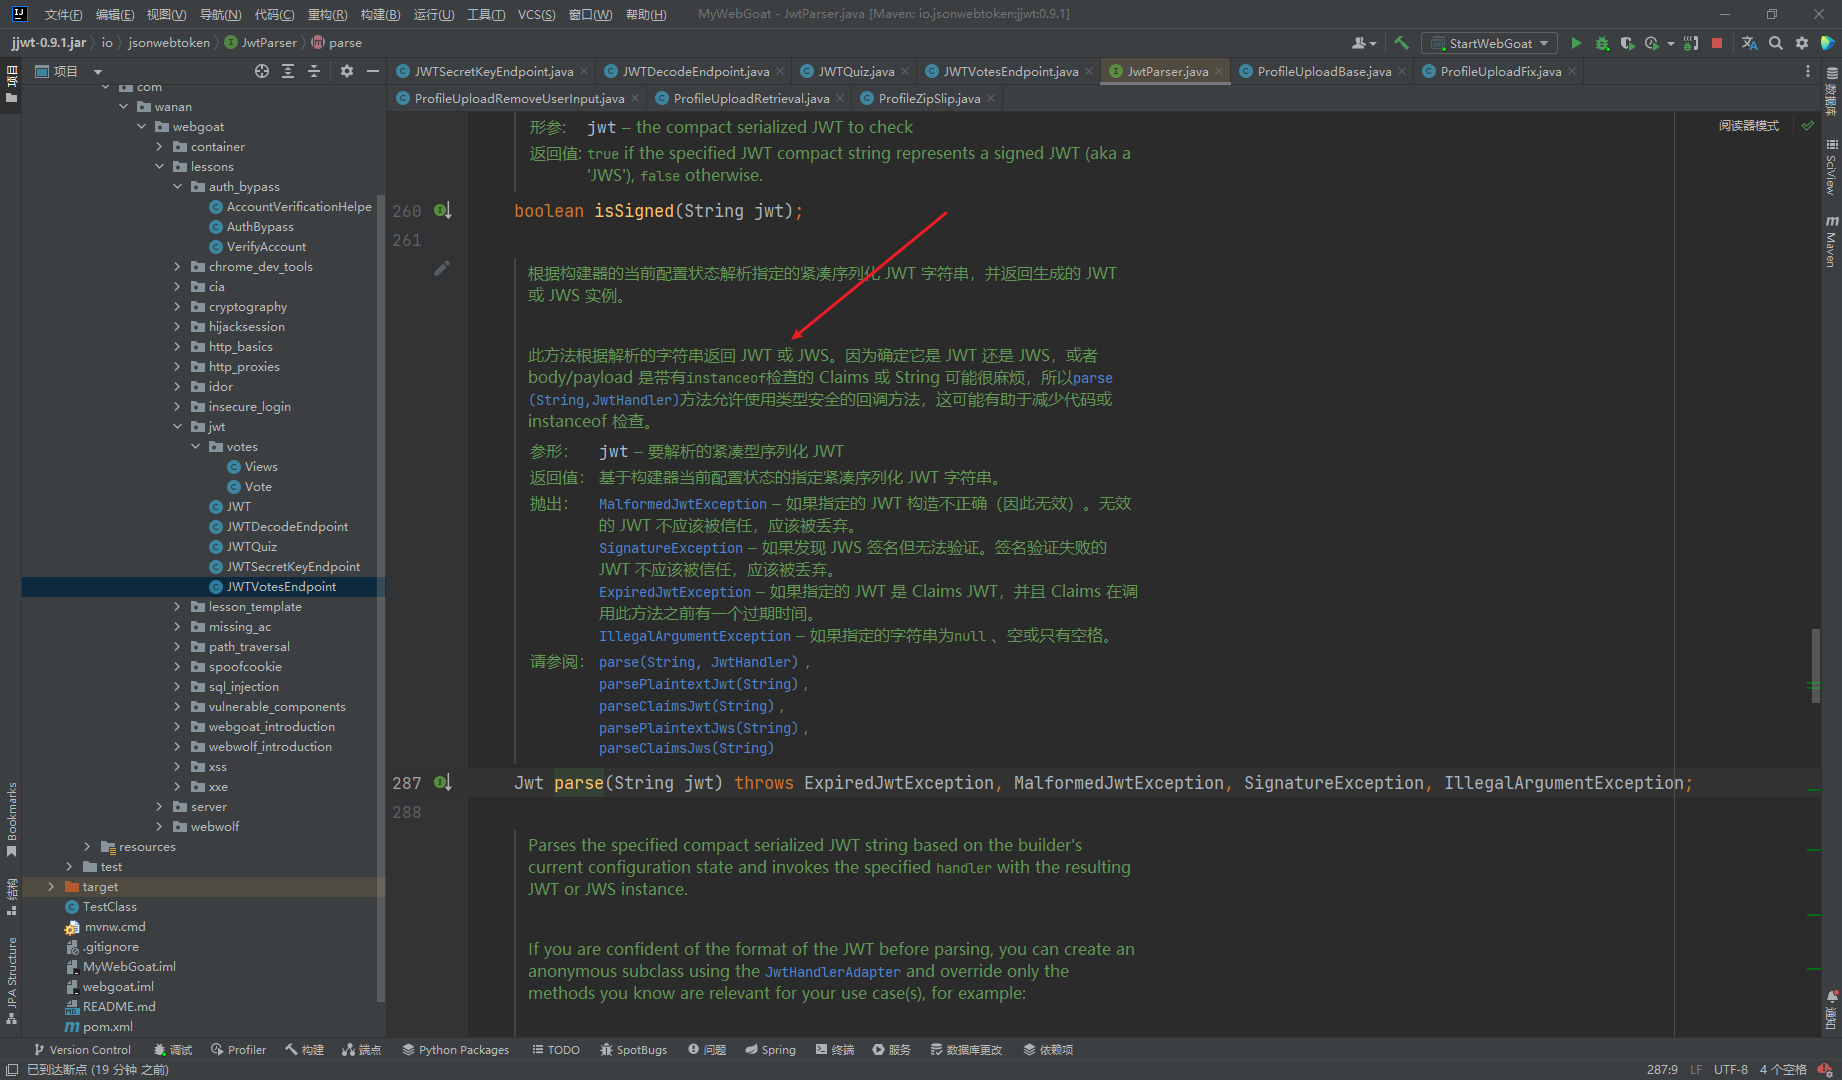 文件(F) 编辑(E) 视图(V) 导航(N) 代码(C) 重构(R) 构建(B) 运行(U) 工具(T) VCS(S) 窗口(W) 帮助(H) MyWebGoat - JwtParser.java [Maven: io.jsonwebtoken:jjwt:0.9.1]
jjwt-0.9.1.jar io jsonwebtoken JwtParser parse StartWebGoat
项目
JWTSecretKeyEndpoint.java JWTDecodeEndpoint.java JWTQuiz.java JWTVotesEndpoint.java JwtParser.java ProfileUploadBase.java ProfileUploadFix.java
ProfileUploadRemoveUserInput.java ProfileUploadRetrieval.java ProfileZipSlip.java
项目
Bookmarks
结构
JPA Structure
com
wanan
webgoat
container
lessons
auth_bypass
AccountVerificationHelpe
AuthBypass
VerifyAccount
chrome_dev_tools
cia
cryptography
hijacksession
http_basics
http_proxies
idor
insecure_login
jwt
votes
Views
Vote
JWT
JWTDecodeEndpoint
JWTQuiz
JWTSecretKeyEndpoint
JWTVotesEndpoint
lesson_template
missing_ac
path_traversal
spoofcookie
sql_injection
vulnerable_components
webgoat_introduction
webwolf_introduction
xss
xxe
server
webwolf
resources
test
target
TestClass
mvnw.cmd
.gitignore
MyWebGoat.iml
webgoat.iml
README.md
pom.xml
阅读器模式
形参: jwt – the compact serialized JWT to check
返回值: true if the specified JWT compact string represents a signed JWT (aka a
'JWS'), false otherwise.
260 boolean isSigned(String jwt);
261
根据构建器的当前配置状态解析指定的紧凑序列化 JWT 字符串，并返回生成的 JWT
或 JWS 实例。
此方法根据解析的字符串返回 JWT 或 JWS。因为确定它是 JWT 还是 JWS，或者
body/payload 是带有instanceof检查的 Claims 或 String 可能很麻烦，所以parse
(String,JwtHandler)方法允许使用类型安全的回调方法，这可能有助于减少代码或
instanceof 检查。
参形： jwt – 要解析的紧凑型序列化 JWT
返回值： 基于构建器当前配置状态的指定紧凑序列化 JWT 字符串。
抛出： MalformedJwtException – 如果指定的 JWT 构造不正确（因此无效）。无效
的 JWT 不应该被信任，应该被丢弃。
SignatureException – 如果发现 JWS 签名但无法验证。签名验证失败的
JWT 不应该被信任，应该被丢弃。
ExpiredJwtException – 如果指定的 JWT 是 Claims JWT，并且 Claims 在调
用此方法之前有一个过期时间。
IllegalArgumentException – 如果指定的字符串为null 、空或只有空格。
请参阅： parse(String, JwtHandler) ,
parsePlaintextJwt(String) ,
parseClaimsJwt(String) ,
parsePlaintextJws(String) ,
parseClaimsJws(String)
287 Jwt parse(String jwt) throws ExpiredJwtException, MalformedJwtException, SignatureException, IllegalArgumentException;
288
Parses the specified compact serialized JWT string based on the builder's
current configuration state and invokes the specified handler with the resulting
JWT or JWS instance.
If you are confident of the format of the JWT before parsing, you can create an
anonymous subclass using the JwtHandlerAdapter and override only the
methods you know are relevant for your use case(s), for example:
数据库
SciView
Maven
通知
Version Control 调试 Profiler 构建 端点 Python Packages TODO SpotBugs 问题 Spring 终端 服务 数据库更改 依赖项
已到达断点 (19 分钟 之前) 287:9 LF UTF-8 4 个空格